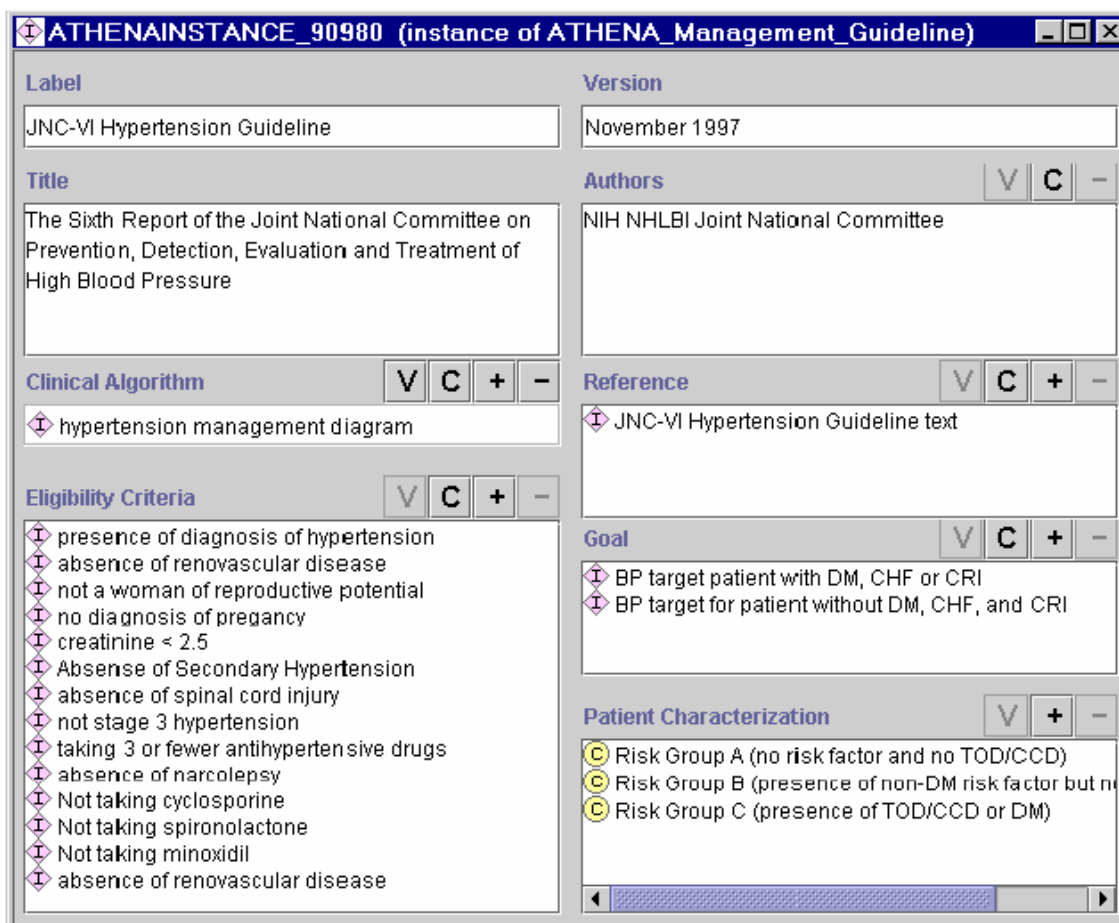 ATHENAINSTANCE_90980 (instance of ATHENA_Management_Guideline)
Label
JNC-VI Hypertension Guideline
Version
November 1997
Title
The Sixth Report of the Joint National Committee on
Prevention, Detection, Evaluation and Treatment of
High Blood Pressure
Authors
V C −
NIH NHLBI Joint National Committee
Clinical Algorithm
V C + −
hypertension management diagram
Reference
V C + −
JNC-VI Hypertension Guideline text
Eligibility Criteria
V C + −
presence of diagnosis of hypertension
absence of renovascular disease
not a woman of reproductive potential
no diagnosis of pregancy
creatinine < 2.5
Absense of Secondary Hypertension
absence of spinal cord injury
not stage 3 hypertension
taking 3 or fewer antihypertensive drugs
absence of narcolepsy
Not taking cyclosporine
Not taking spironolactone
Not taking minoxidil
absence of renovascular disease
Goal
V C + −
BP target patient with DM, CHF or CRI
BP target for patient without DM, CHF, and CRI
Patient Characterization
V + −
Risk Group A (no risk factor and no TOD/CCD)
Risk Group B (presence of non-DM risk factor but
Risk Group C (presence of TOD/CCD or DM)